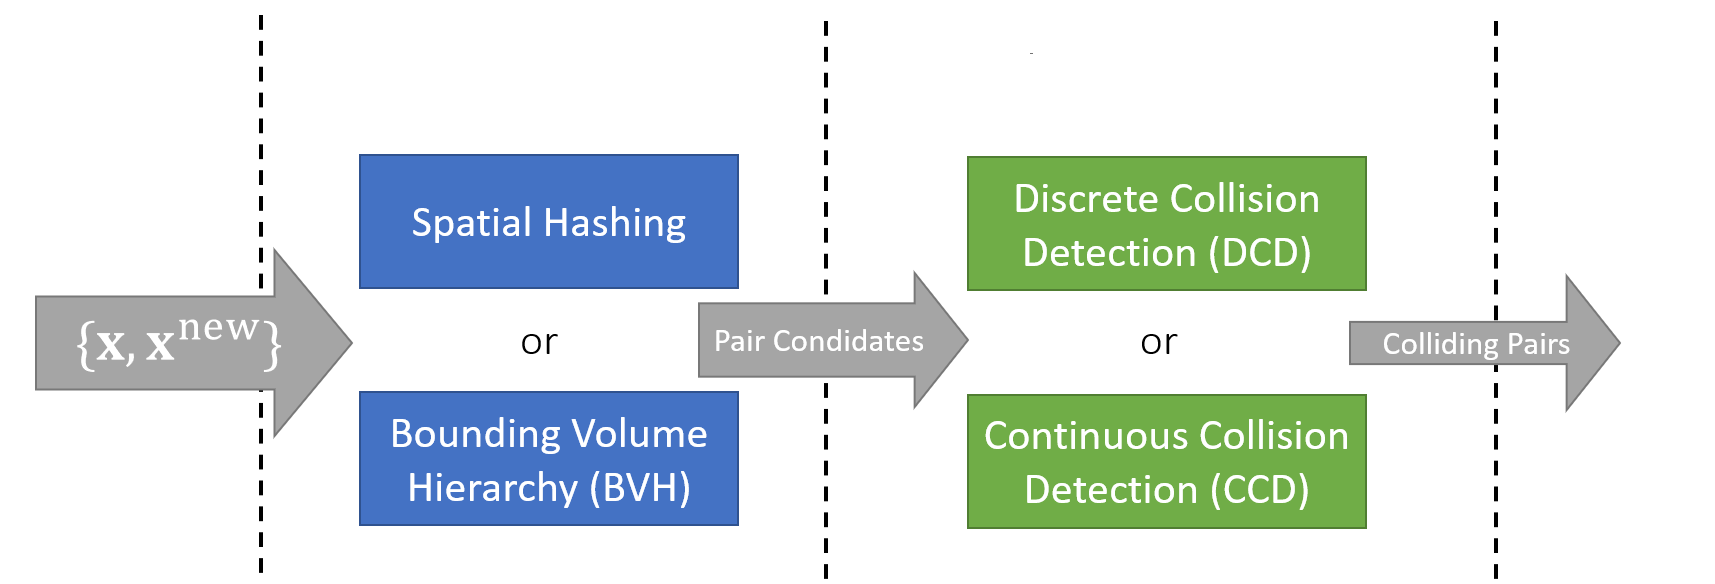 {x, x^new}
Spatial Hashing
or
Bounding Volume
Hierarchy (BVH)
Pair Candidates
Discrete Collision
Detection (DCD)
or
Continuous Collision
Detection (CCD)
Colliding Pairs